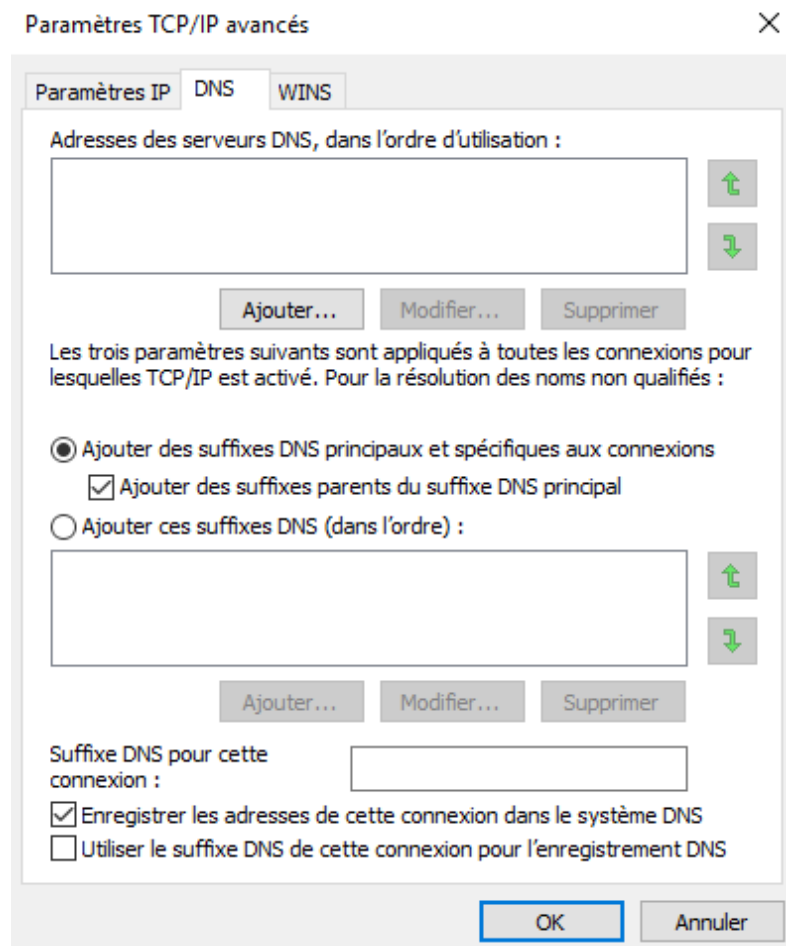 Paramètres TCP/IP avancés
Paramètres IP
DNS
WINS
Adresses des serveurs DNS, dans l'ordre d'utilisation :
Ajouter...
Modifier...
Supprimer
Les trois paramètres suivants sont appliqués à toutes les connexions pour
lesquelles TCP/IP est activé. Pour la résolution des noms non qualifiés :
Ajouter des suffixes DNS principaux et spécifiques aux connexions
Ajouter des suffixes parents du suffixe DNS principal
Ajouter ces suffixes DNS (dans l'ordre) :
Ajouter...
Modifier...
Supprimer
Suffixe DNS pour cette
connexion :
Enregistrer les adresses de cette connexion dans le système DNS
Utiliser le suffixe DNS de cette connexion pour l'enregistrement DNS
OK
Annuler